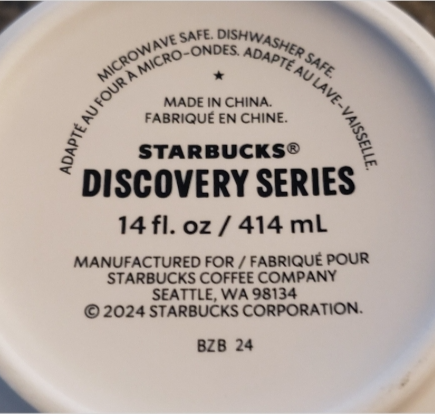 MICROWAVE SAFE. DISHWASHER SAFE.
ADAPTÉ AU FOUR À MICRO-ONDES. ADAPTÉ AU LAVE-VAISSELLE.
MADE IN CHINA.
FABRIQUÉ EN CHINE.
STARBUCKS®
DISCOVERY SERIES
14 fl. oz / 414 mL
MANUFACTURED FOR / FABRIQUÉ POUR
STARBUCKS COFFEE COMPANY
SEATTLE, WA 98134
© 2024 STARBUCKS CORPORATION.
BZB 24